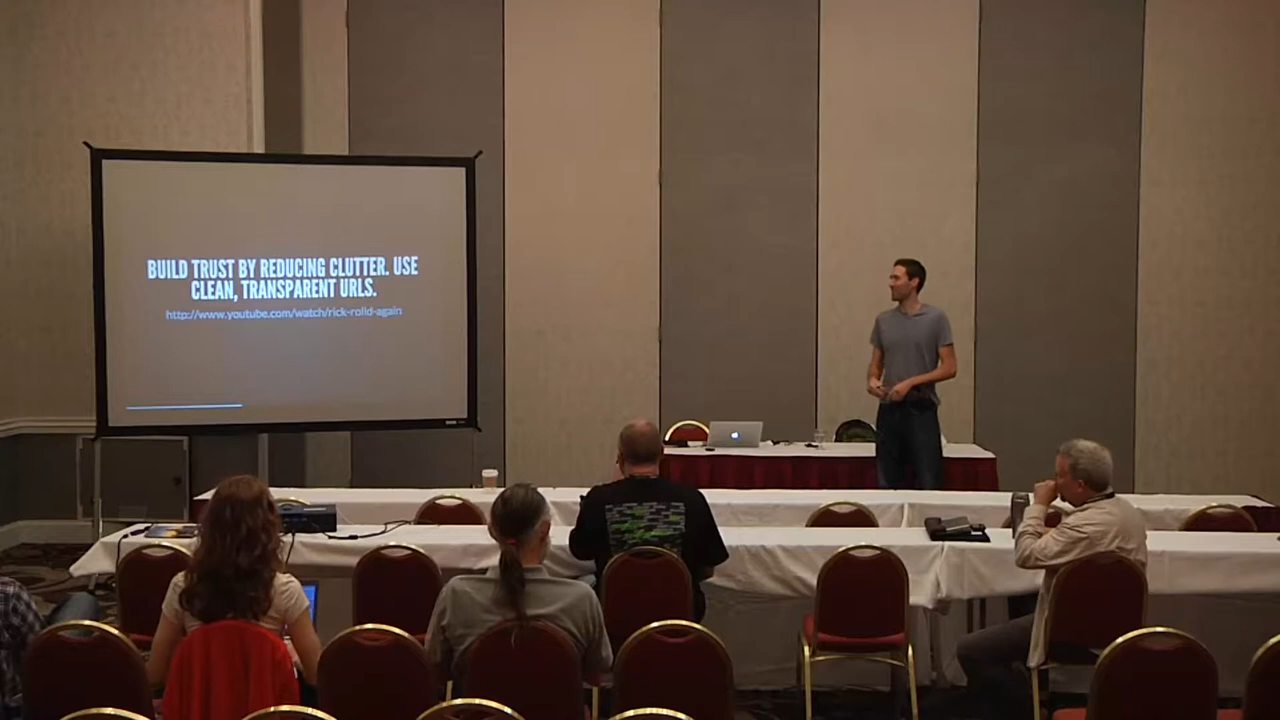 BUILD TRUST BY REDUCING CLUTTER. USE
CLEAN, TRANSPARENT URLS.
http://www.youtube.com/watch/rick-rolld-again